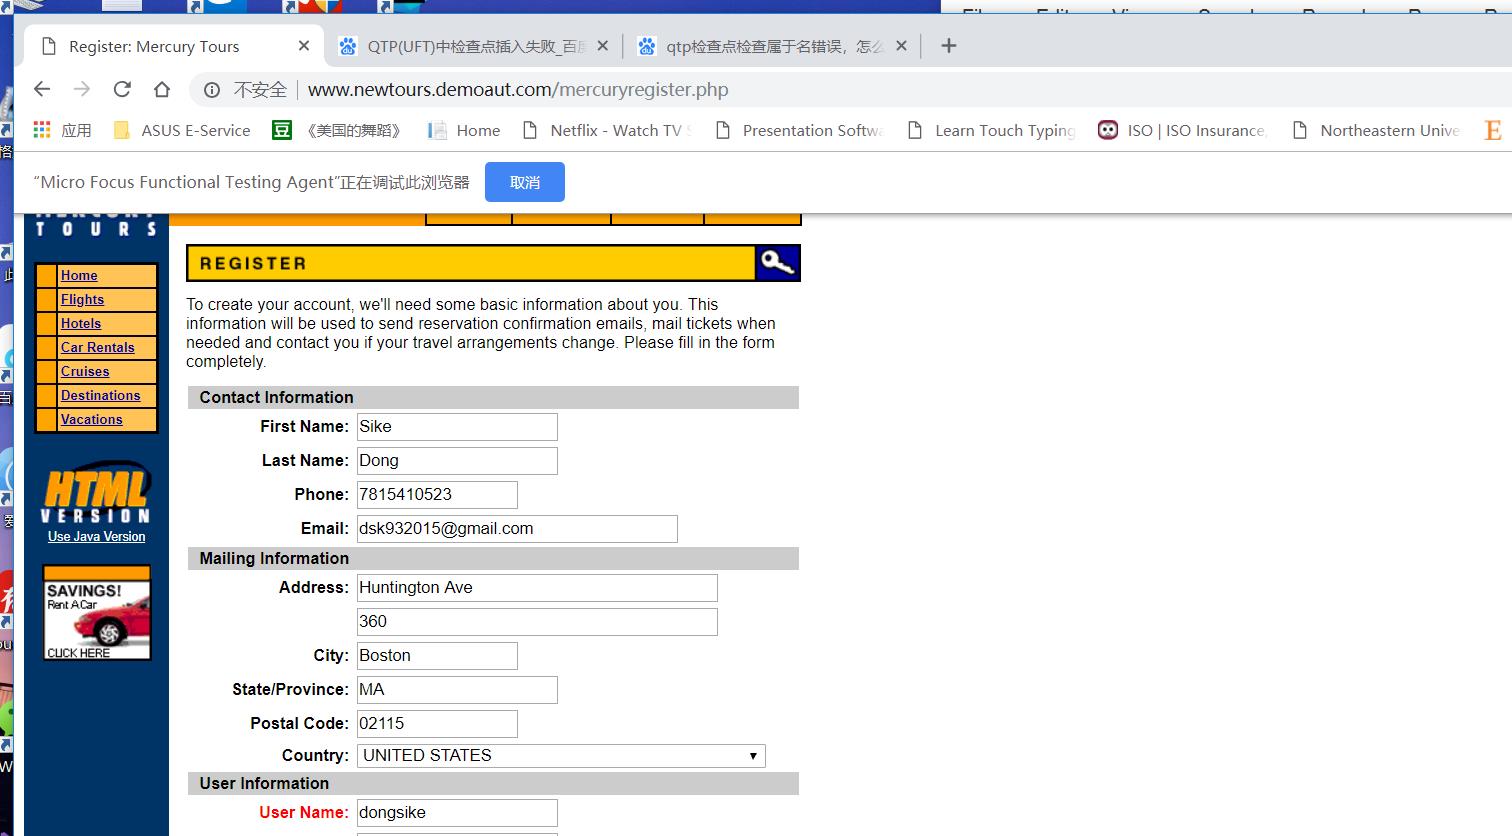 Register: Mercury Tours
QTP(UFT)中检查点插入失败_百度
qtp检查点检查属于名错误，怎么
不安全
www.newtours.demoaut.com/mercuryregister.php
应用
ASUS E-Service
《美国的舞蹈》
Home
Netflix - Watch TV S
Presentation Softwa
Learn Touch Typing
ISO | ISO Insurance,
Northeastern Unive
E
“Micro Focus Functional Testing Agent”正在调试此浏览器
取消
TOURS
REGISTER
Home
Flights
Hotels
Car Rentals
Cruises
Destinations
Vacations
HTML
VERSION
Use Java Version
SAVINGS!
Rent A Car
CLICK HERE
To create your account, we'll need some basic information about you. This
information will be used to send reservation confirmation emails, mail tickets when
needed and contact you if your travel arrangements change. Please fill in the form
completely.
Contact Information
First Name: Sike
Last Name: Dong
Phone: 7815410523
Email: dsk932015@gmail.com
Mailing Information
Address: Huntington Ave
360
City: Boston
State/Province: MA
Postal Code: 02115
Country: UNITED STATES
User Information
User Name: dongsike